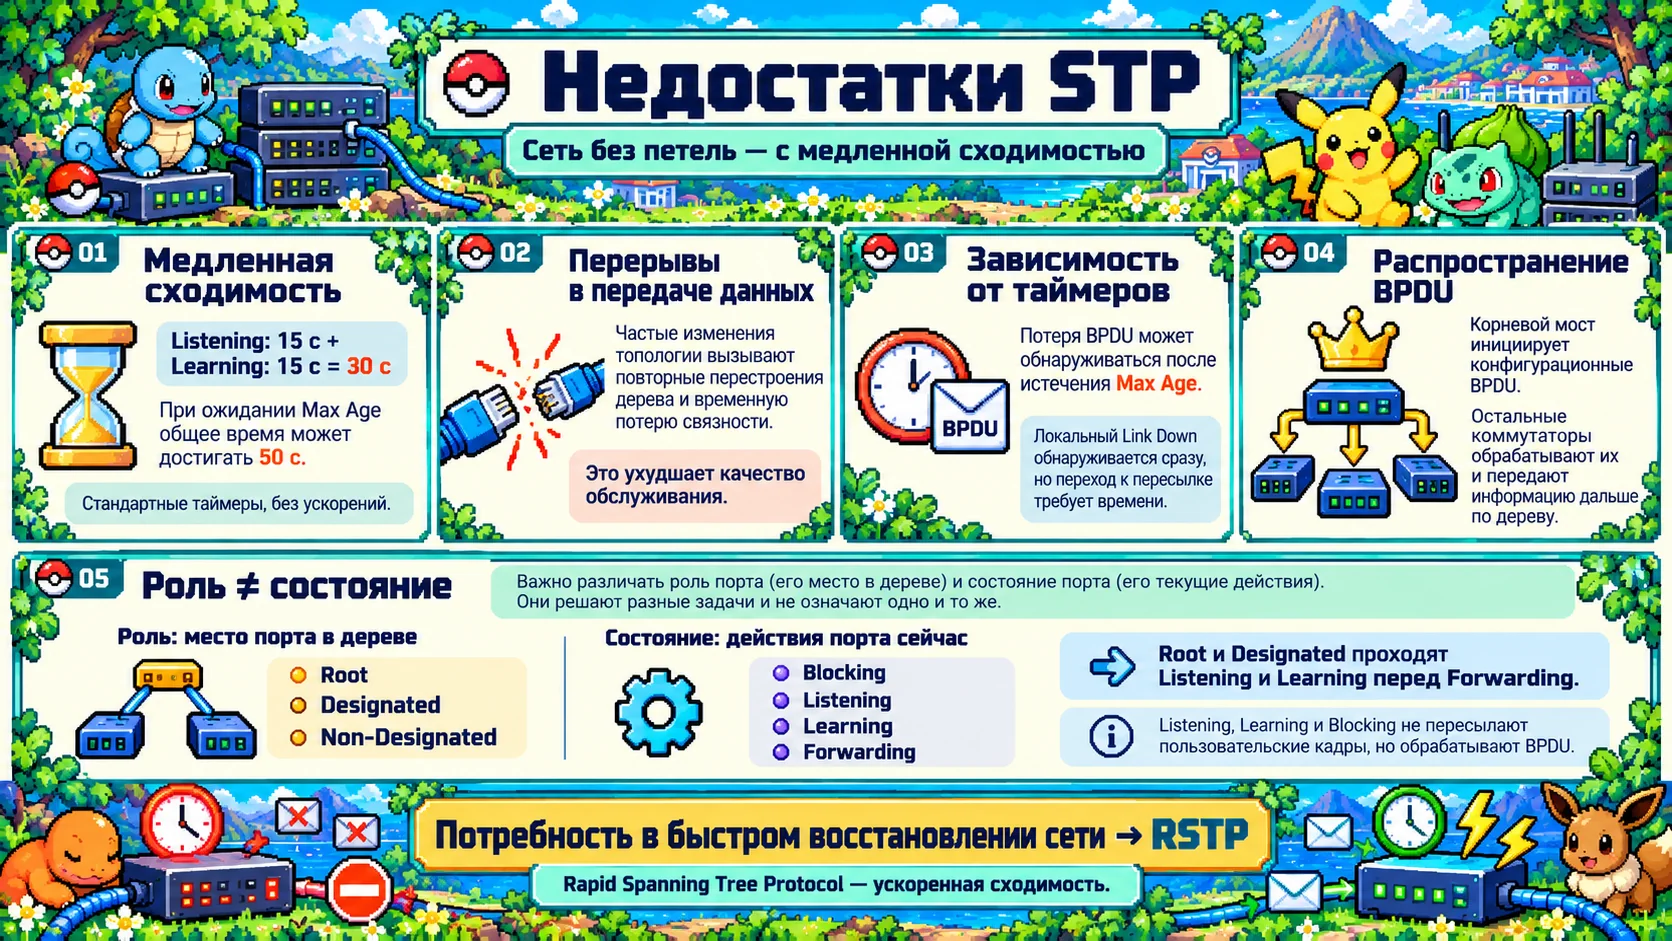 Недостатки STP
Сеть без петель — с медленной сходимостью
01
Медленная
сходимость
Listening: 15 с +
Learning: 15 с = 30 с
При ожидании Max Age
общее время может
достигать 50 с.
Стандартные таймеры, без ускорений.
02
Перерывы
в передаче данных
Частые изменения
топологии вызывают
повторные перестроения
дерева и временную
потерю связности.
Это ухудшает качество
обслуживания.
03
Зависимость
от таймеров
BPDU
Потеря BPDU может
обнаруживаться после
истечения Max Age.
Локальный Link Down
обнаруживается сразу,
но переход к пересылке
требует времени.
04
Распространение
BPDU
Корневой мост
инициирует
конфигурационные
BPDU.
Остальные
коммутаторы
обрабатывают их
и передают
информацию дальше
по дереву.
05
Роль ≠ состояние
Важно различать роль порта (его место в дереве) и состояние порта (его текущие действия).
Они решают разные задачи и не означают одно и то же.
Роль: место порта в дереве
Root
Designated
Non-Designated
Состояние: действия порта сейчас
Blocking
Listening
Learning
Forwarding
Root и Designated проходят
Listening и Learning перед Forwarding.
Listening, Learning и Blocking не пересылают
пользовательские кадры, но обрабатывают BPDU.
Потребность в быстром восстановлении сети → RSTP
Rapid Spanning Tree Protocol — ускоренная сходимость.